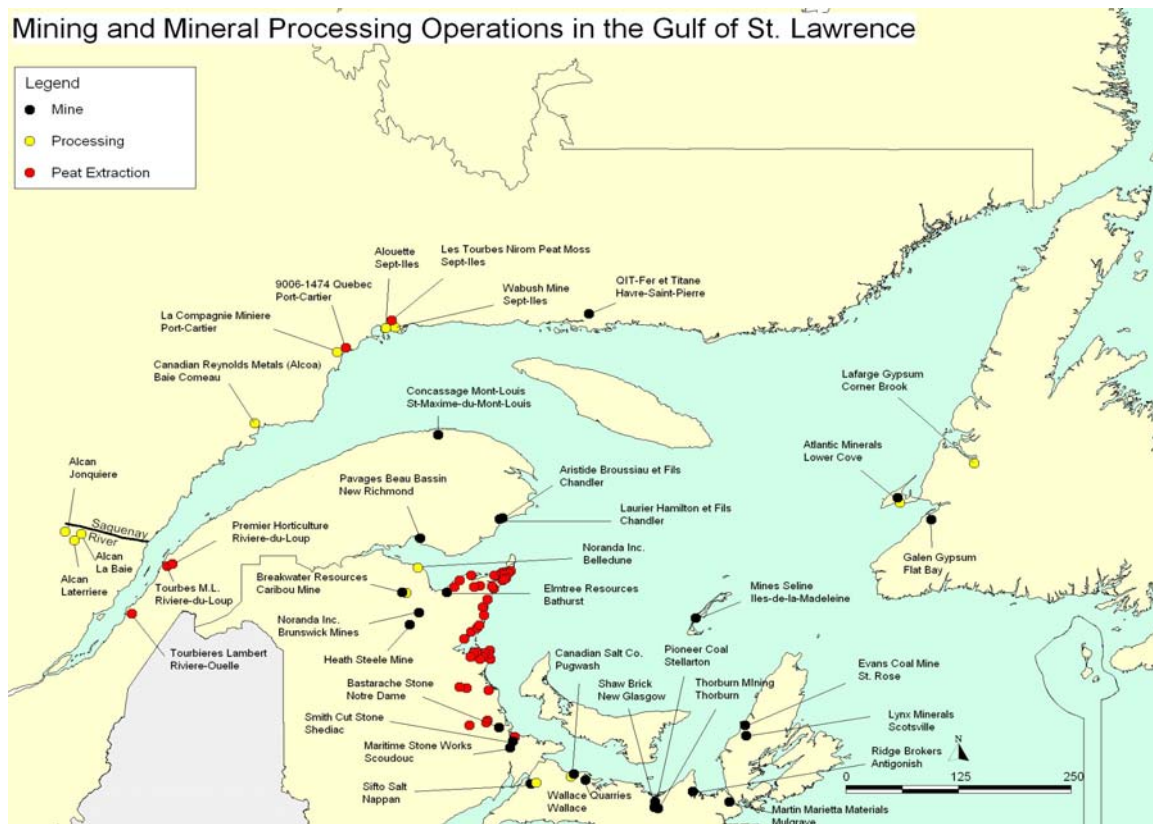 Mining and Mineral Processing Operations in the Gulf of St. Lawrence
Legend
Mine
Processing
Peat Extraction
Alouette
Sept-Iles
Les Tourbes Nirom Peat Moss
Sept-Iles
9006-1474 Quebec
Port-Cartier
Wabush Mine
Sept-Iles
QIT-Fer et Titane
Havre-Saint-Pierre
La Compagnie Miniere
Port-Cartier
Canadian Reynolds Metals (Alcoa)
Baie Comeau
Concassage Mont-Louis
St-Maxime-du-Mont-Louis
Lafarge Gypsum
Corner Brook
Atlantic Minerals
Lower Cove
Alcan
Jonquiere
Pavages Beau Bassin
New Richmond
Aristide Broussiau et Fils
Chandler
Laurier Hamilton et Fils
Chandler
Saguenay
River
Premier Horticulture
Riviere-du-Loup
Alcan
La Baie
Noranda Inc.
Belledune
Galen Gypsum
Flat Bay
Alcan
Laterriere
Tourbes M.L.
Riviere-du-Loup
Breakwater Resources
Caribou Mine
Elmtree Resources
Bathurst
Mines Seline
Iles-de-la-Madeleine
Noranda Inc.
Brunswick Mines
Tourbieres Lambert
Riviere-Ouelle
Heath Steele Mine
Canadian Salt Co.
Pugwash
Pioneer Coal
Stellarton
Shaw Brick
New Glasgow
Thorburn MIning
Thorburn
Evans Coal Mine
St. Rose
Bastarache Stone
Notre Dame
Lynx Minerals
Scotsville
Smith Cut Stone
Shediac
Maritime Stone Works
Scoudouc
Ridge Brokers
Antigonish
N
0 125 250
Sifto Salt
Nappan
Wallace Quarries
Wallace
Martin Marietta Materials
Mulgrave